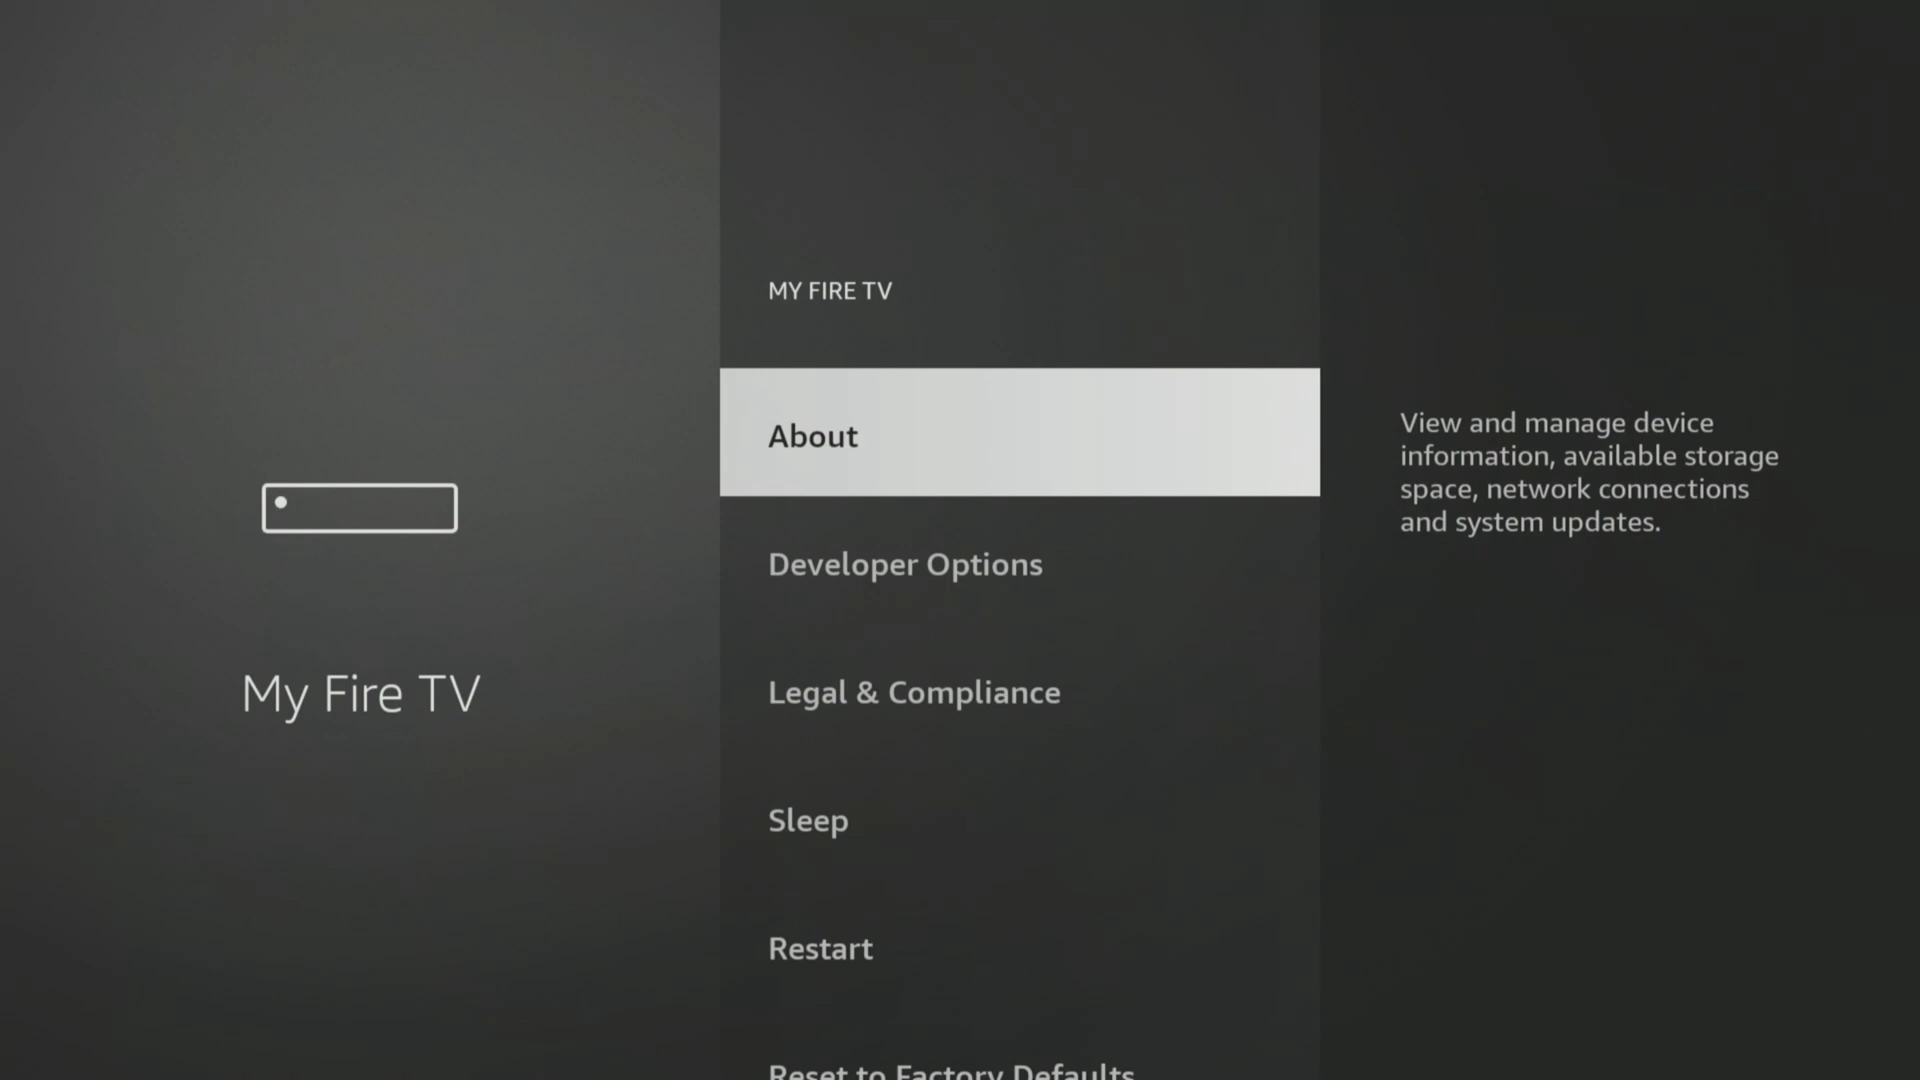 My Fire TV
MY FIRE TV
About
Developer Options
Legal & Compliance
Sleep
Restart
Reset to Factory Defaults
View and manage device
information, available storage
space, network connections
and system updates.